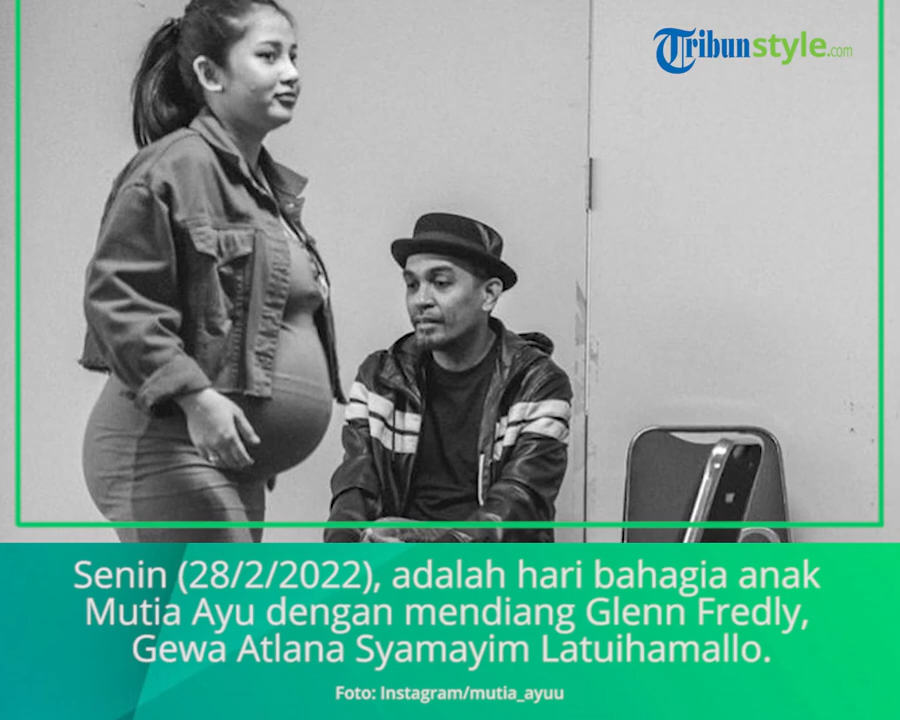 Tribunstyle.com
Senin (28/2/2022), adalah hari bahagia anak
Mutia Ayu dengan mendiang Glenn Fredly,
Gewa Atlana Syamayim Latuihamallo.
Foto: Instagram/mutia_ayuu